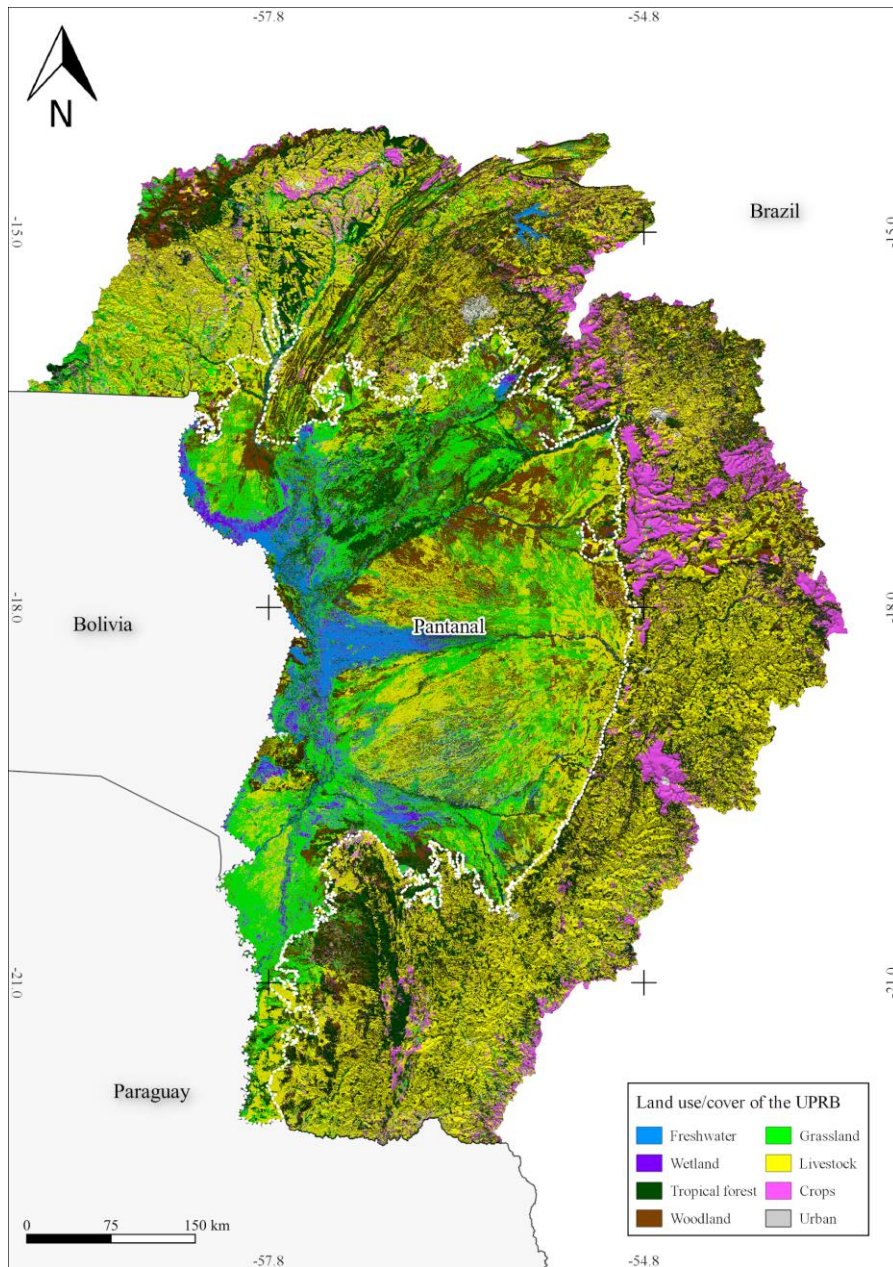 -57.8
-54.8
N
-15.0
-15.0
Brazil
-18.0
-18.0
Bolivia
Pantanal
-21.0
-21.0
Paraguay
Land use/cover of the UPRB
Freshwater
Grassland
Wetland
Livestock
Tropical forest
Crops
Woodland
Urban
0 75 150 km
-57.8
-54.8